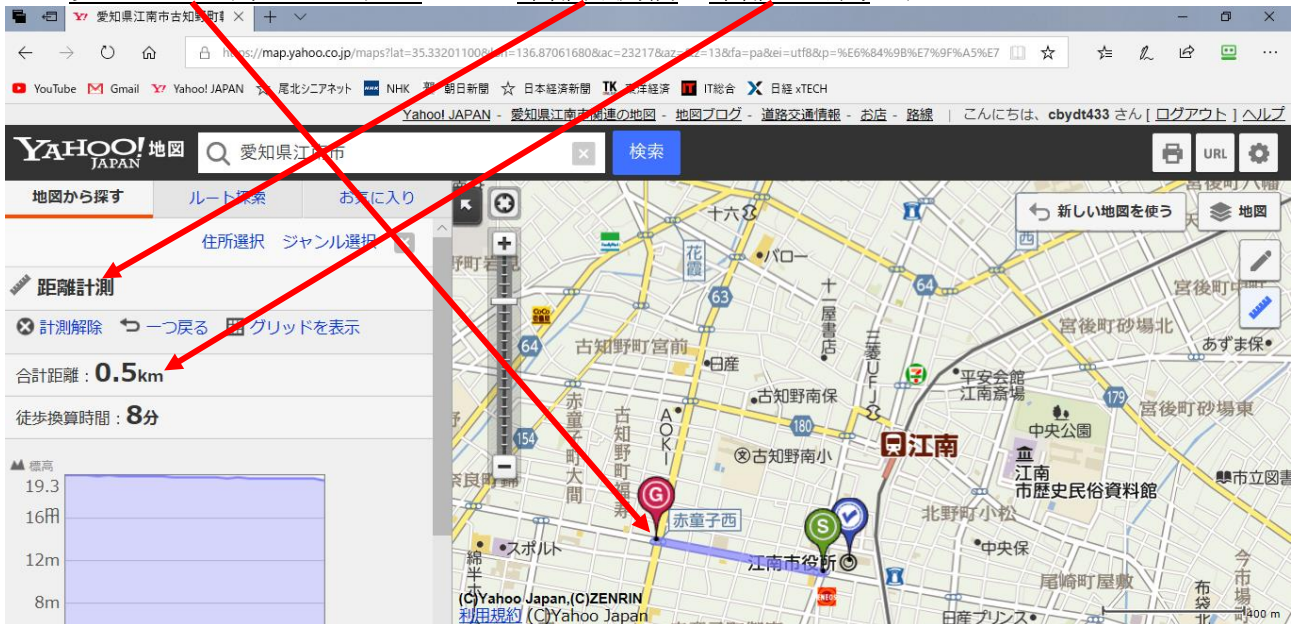 愛知県江南市古知野町
https://map.yahoo.co.jp/maps?lat=35.33201100&lon=136.87061680&ac=23217&az=
z=13&fa=pa&ei=utf8&p=%E6%84%9B%E7%9F%A5%E7
YouTube Gmail Yahoo! JAPAN 尾北シニアネット NHK 朝日新聞 日本経済新聞 東洋経済 IT総合 日経 xTECH
Yahoo! JAPAN - 愛知県江南市関連の地図 - 地図ブログ - 道路交通情報 - お店 - 路線 | こんにちは、cbydt433 さん [ ログアウト ] ヘルプ
YAHOO! JAPAN 地図
愛知県江南市
検索
URL
地図から探す ルート探索 お気に入り
住所選択 ジャンル選択
距離計測
計測解除 一つ戻る グリッドを表示
合計距離 : 0.5km
徒歩換算時間 : 8分
標高
19.3
16m
12m
8m
新しい地図を使う
地図
十六
花霞
バロー
63
64
西
宮後町八幡
十一屋書店
三菱UFJ
宮後町砂場北
あずま保
64
古知野町宮前
日産
古知野南保
平安会館
江南斎場
179
宮後町砂場東
赤童子町大間
古知野町福寿
AOKI
180
154
古知野南小
江南
中央公園
江南
市歴史民俗資料館
市立図書
G
S
赤童子西
北野町小松
スポルト
江南市役所
中央保
尾崎町屋敷
今市場
布袋北
ENEOS
日産プリンス
400 m
(C)Yahoo Japan,(C)ZENRIN
利用規約 (C)Yahoo Japan